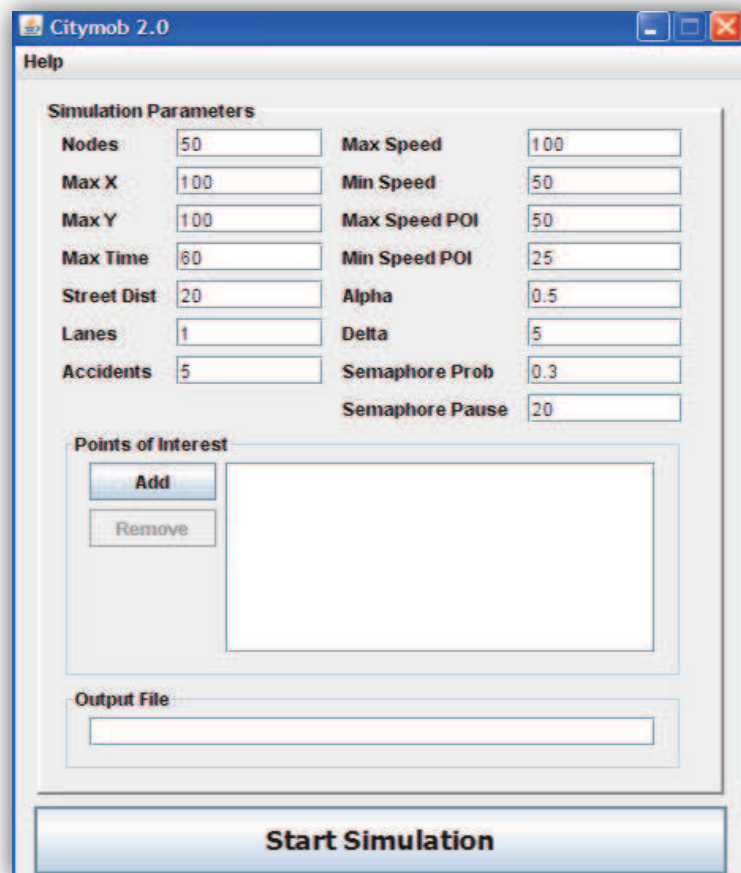 Citymob 2.0
Help
Simulation Parameters
Nodes 50 Max Speed 100
Max X 100 Min Speed 50
Max Y 100 Max Speed POI 50
Max Time 60 Min Speed POI 25
Street Dist 20 Alpha 0.5
Lanes 1 Delta 5
Accidents 5 Semaphore Prob 0.3
Semaphore Pause 20
Points of Interest
Add
Remove
Output File
Start Simulation